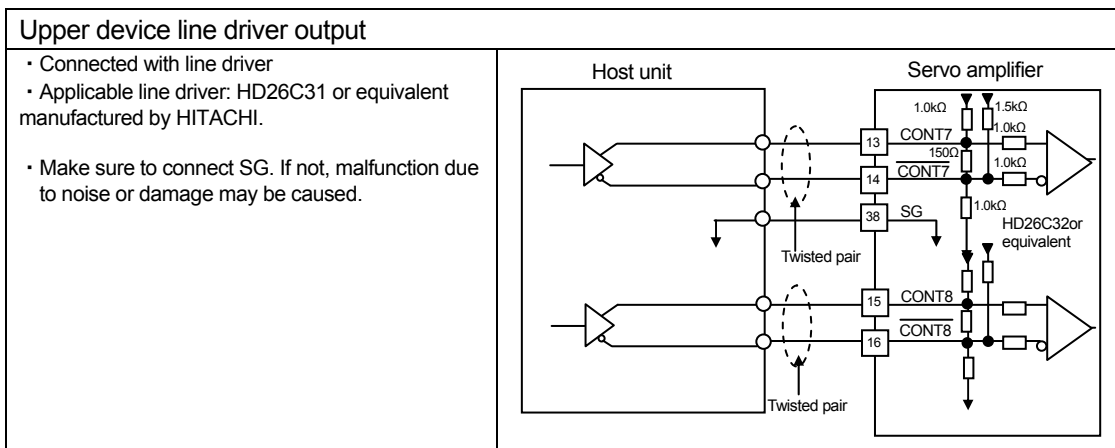 Upper device line driver output
・Connected with line driver
・Applicable line driver: HD26C31 or equivalent
manufactured by HITACHI.
・Make sure to connect SG. If not, malfunction due
to noise or damage may be caused.
Host unit
Servo amplifier
1.0kΩ
1.5kΩ
13
CONT7
1.0kΩ
150Ω
14
CONT7
1.0kΩ
38
SG
1.0kΩ
HD26C32or
equivalent
Twisted pair
15
CONT8
16
CONT8
Twisted pair